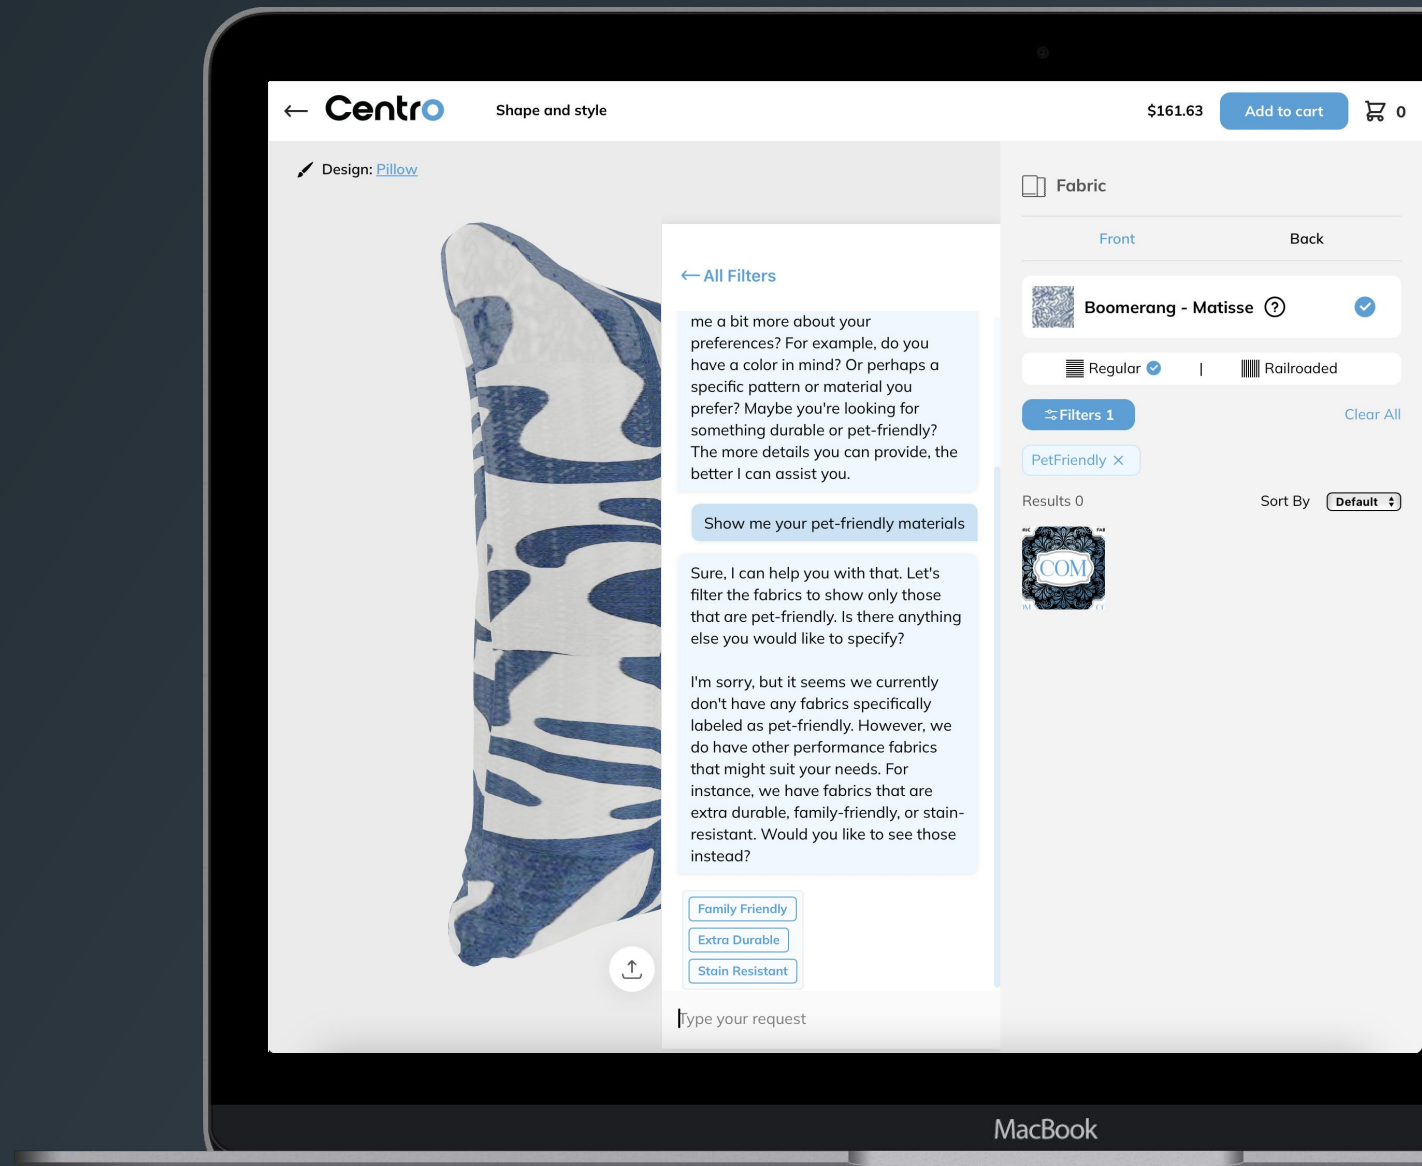 Centro
Shape and style
$161.63
Add to cart
0
Design: Pillow
All Filters
me a bit more about your
preferences? For example, do you
have a color in mind? Or perhaps a
specific pattern or material you
prefer? Maybe you're looking for
something durable or pet-friendly?
The more details you can provide, the
better I can assist you.
Show me your pet-friendly materials
Sure, I can help you with that. Let's
filter the fabrics to show only those
that are pet-friendly. Is there anything
else you would like to specify?
I'm sorry, but it seems we currently
don't have any fabrics specifically
labeled as pet-friendly. However, we
do have other performance fabrics
that might suit your needs. For
instance, we have fabrics that are
extra durable, family-friendly, or stain-
resistant. Would you like to see those
instead?
Family Friendly
Extra Durable
Stain Resistant
Type your request
Fabric
Front
Back
Boomerang - Matisse ?
Regular | Railroaded
Filters 1
Clear All
PetFriendly ×
Results 0
Sort By Default
COM
MacBook